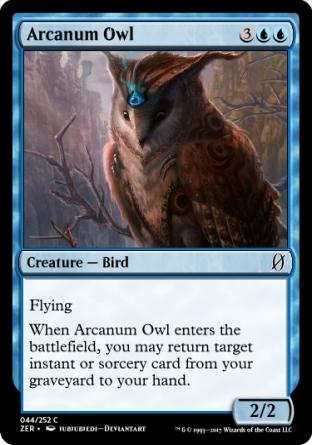 Arcanum Owl 3
Creature — Bird
Flying
When Arcanum Owl enters the
battlefield, you may return target
instant or sorcery card from your
graveyard to your hand.
2/2
044/252 C
ZER • IUBIUBJEDI—DEVIANTART
™ & © 1993–2017 Wizards of the Coast LLC